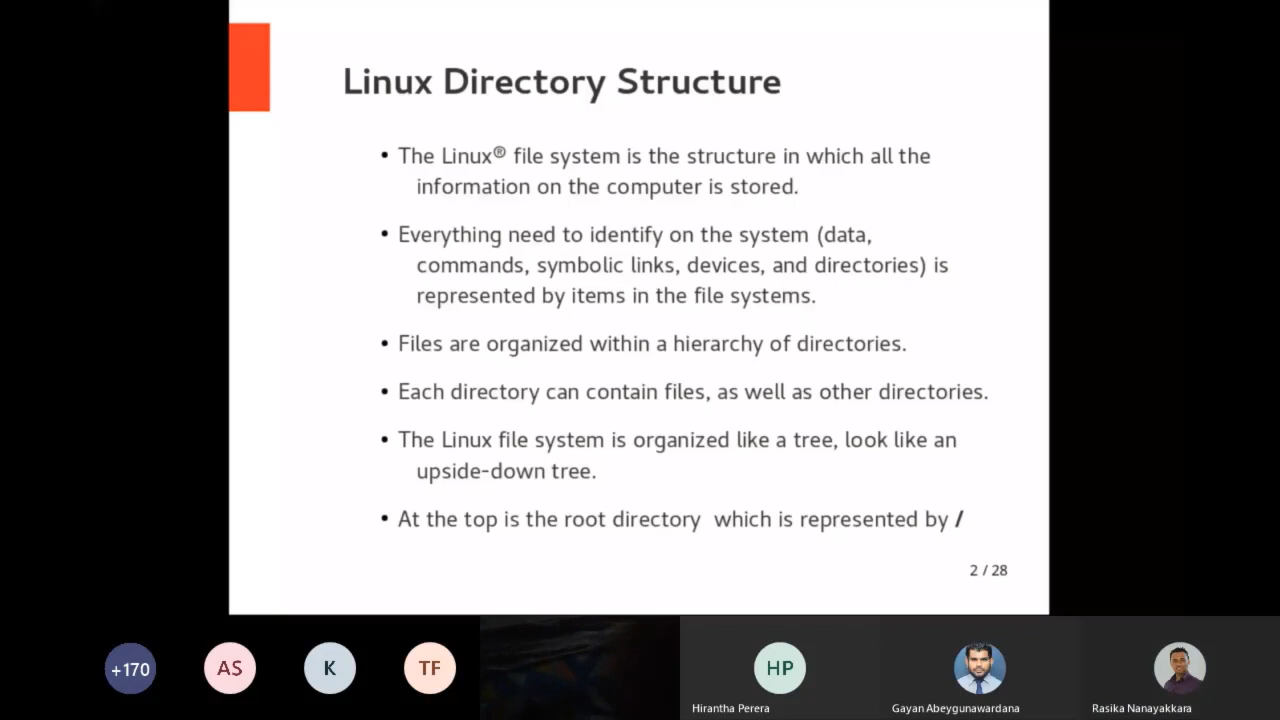 Linux Directory Structure
• The Linux® file system is the structure in which all the
information on the computer is stored.
• Everything need to identify on the system (data,
commands, symbolic links, devices, and directories) is
represented by items in the file systems.
• Files are organized within a hierarchy of directories.
• Each directory can contain files, as well as other directories.
• The Linux file system is organized like a tree, look like an
upside-down tree.
• At the top is the root directory  which is represented by /
2 / 28
+170
AS
K
TF
HP
Hirantha Perera
Gayan Abeygunawardana
Rasika Nanayakkara